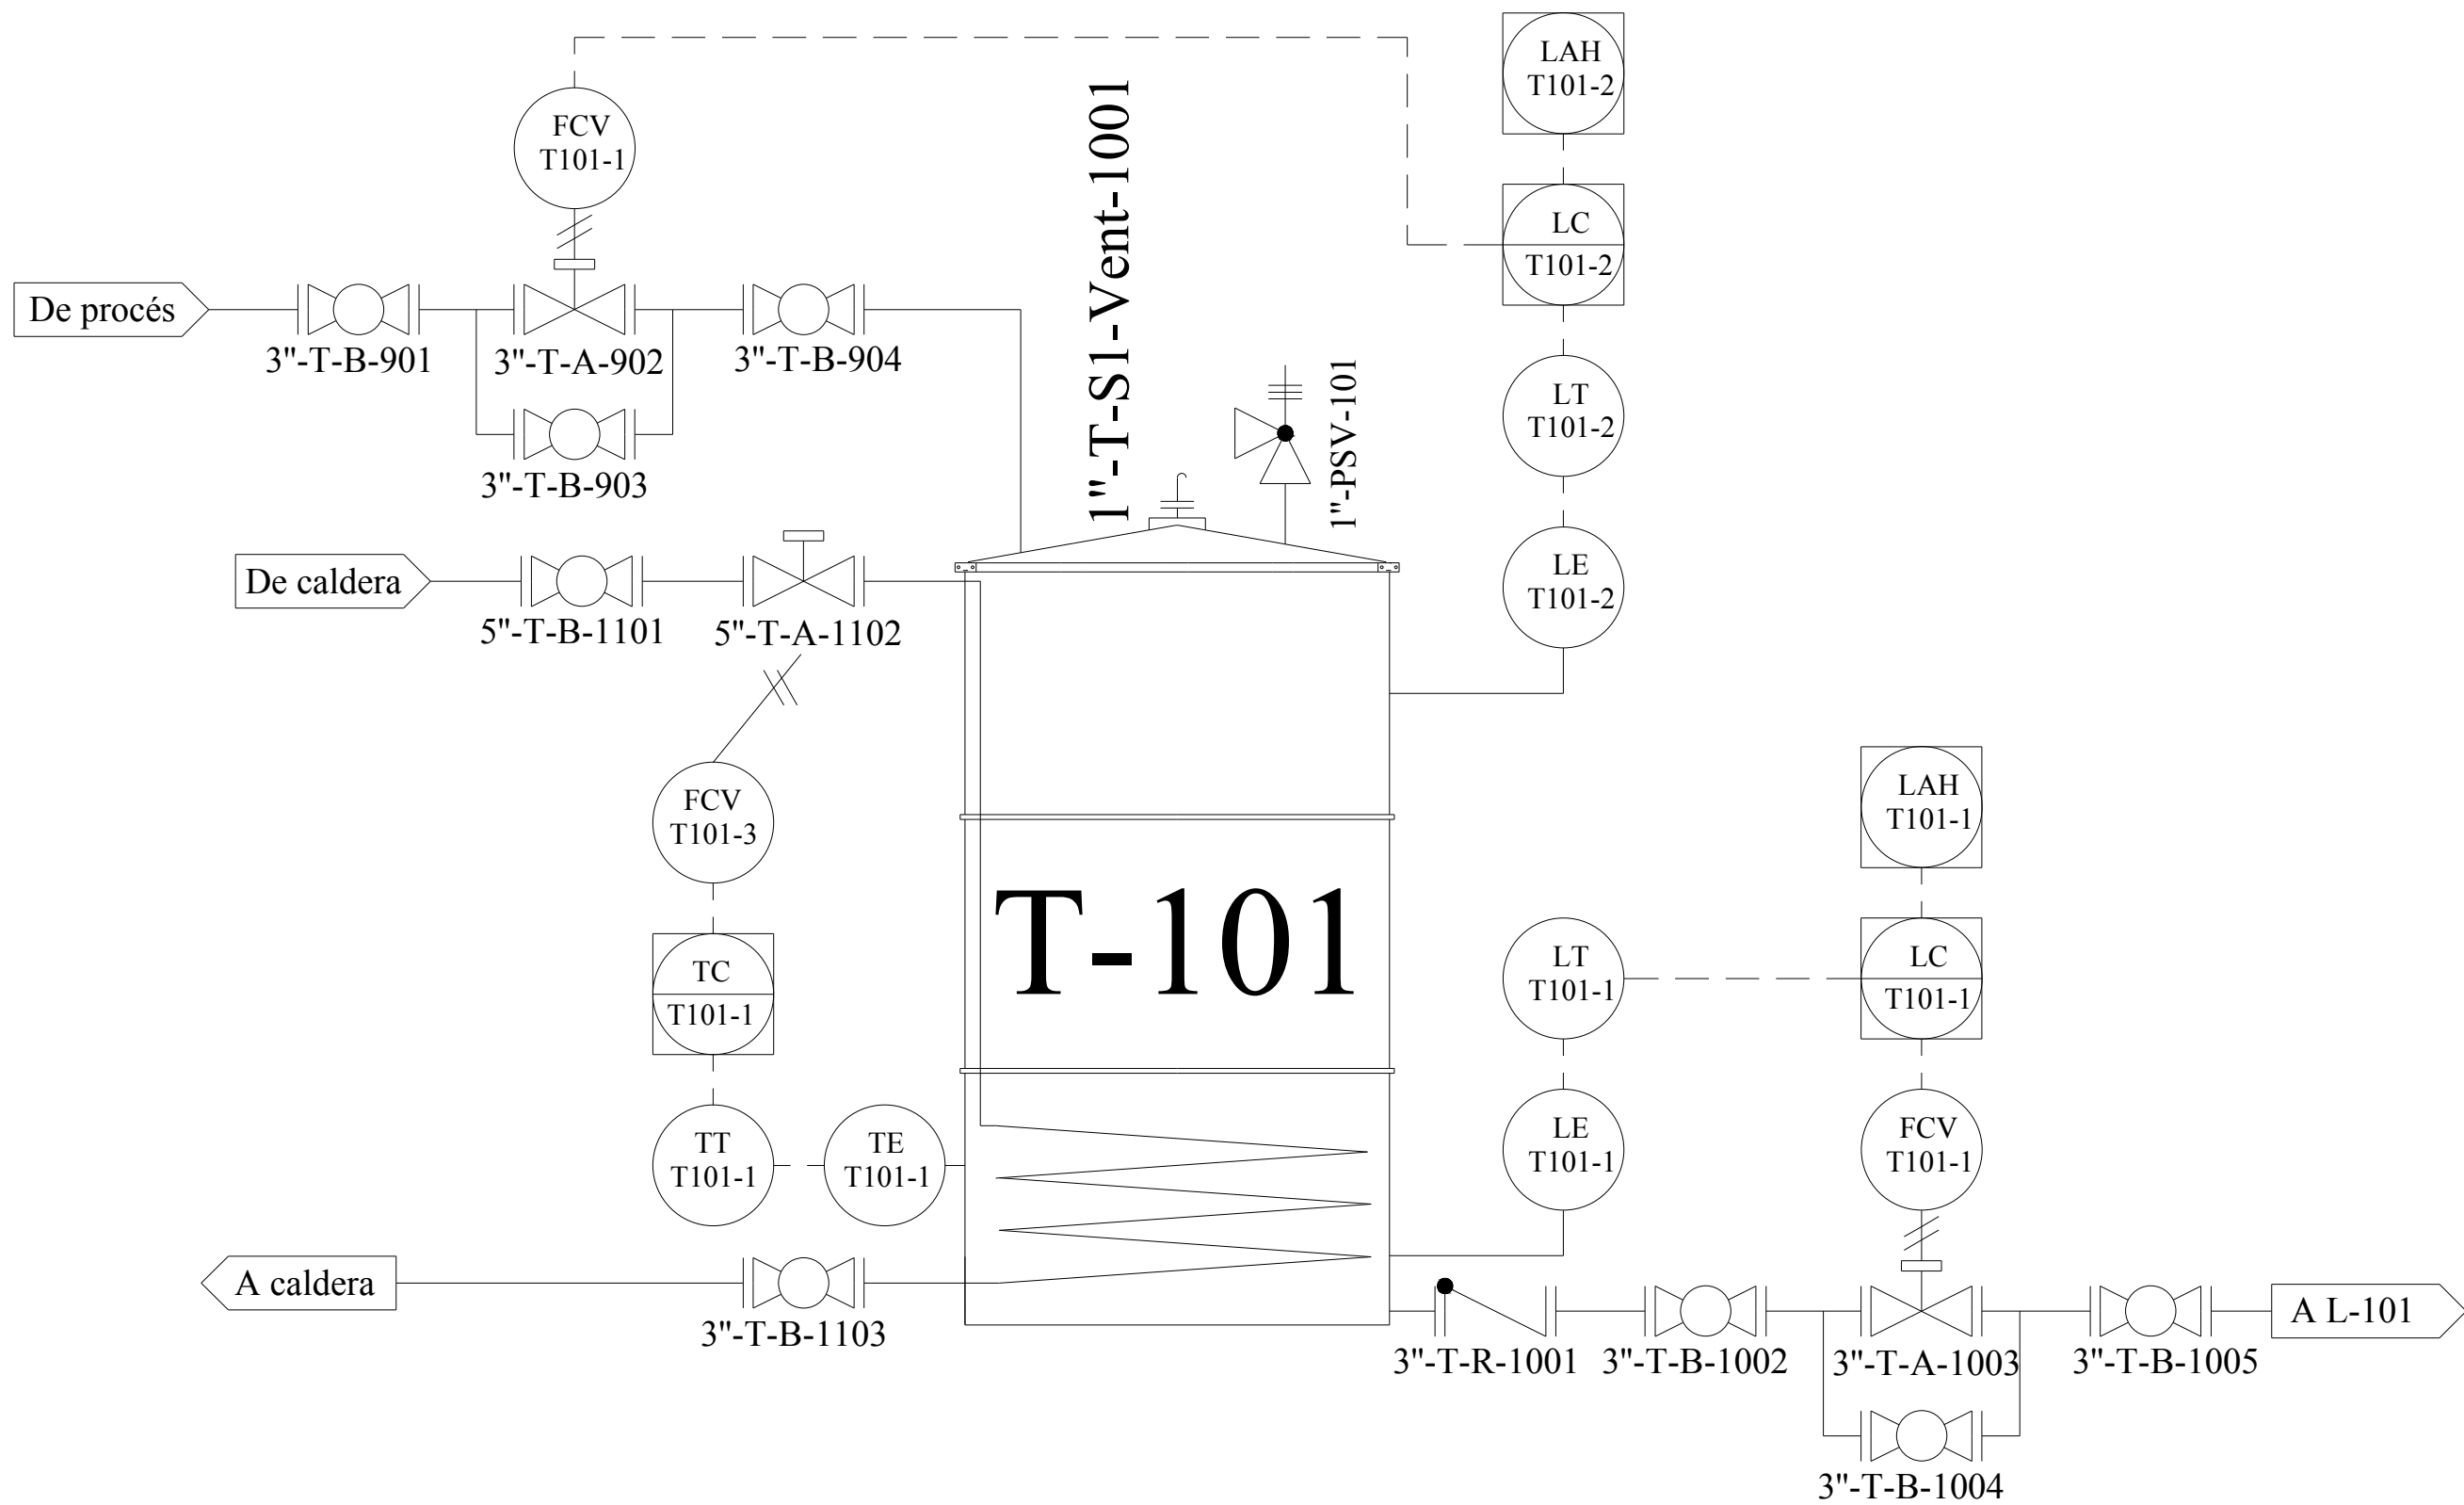 LAH
T101-2
FCV
T101-1
1"-T-S1-Vent-1001
LC
T101-2
De procés
3"-T-B-901
3"-T-A-902
3"-T-B-904
1"-PSV-101
LT
T101-2
3"-T-B-903
De caldera
5"-T-B-1101
5"-T-A-1102
LE
T101-2
FCV
T101-3
LAH
T101-1
T-101
TC
T101-1
LT
T101-1
LC
T101-1
TT
T101-1
TE
T101-1
LE
T101-1
FCV
T101-1
A caldera
3"-T-B-1103
A L-101
3"-T-R-1001
3"-T-B-1002
3"-T-A-1003
3"-T-B-1005
3"-T-B-1004